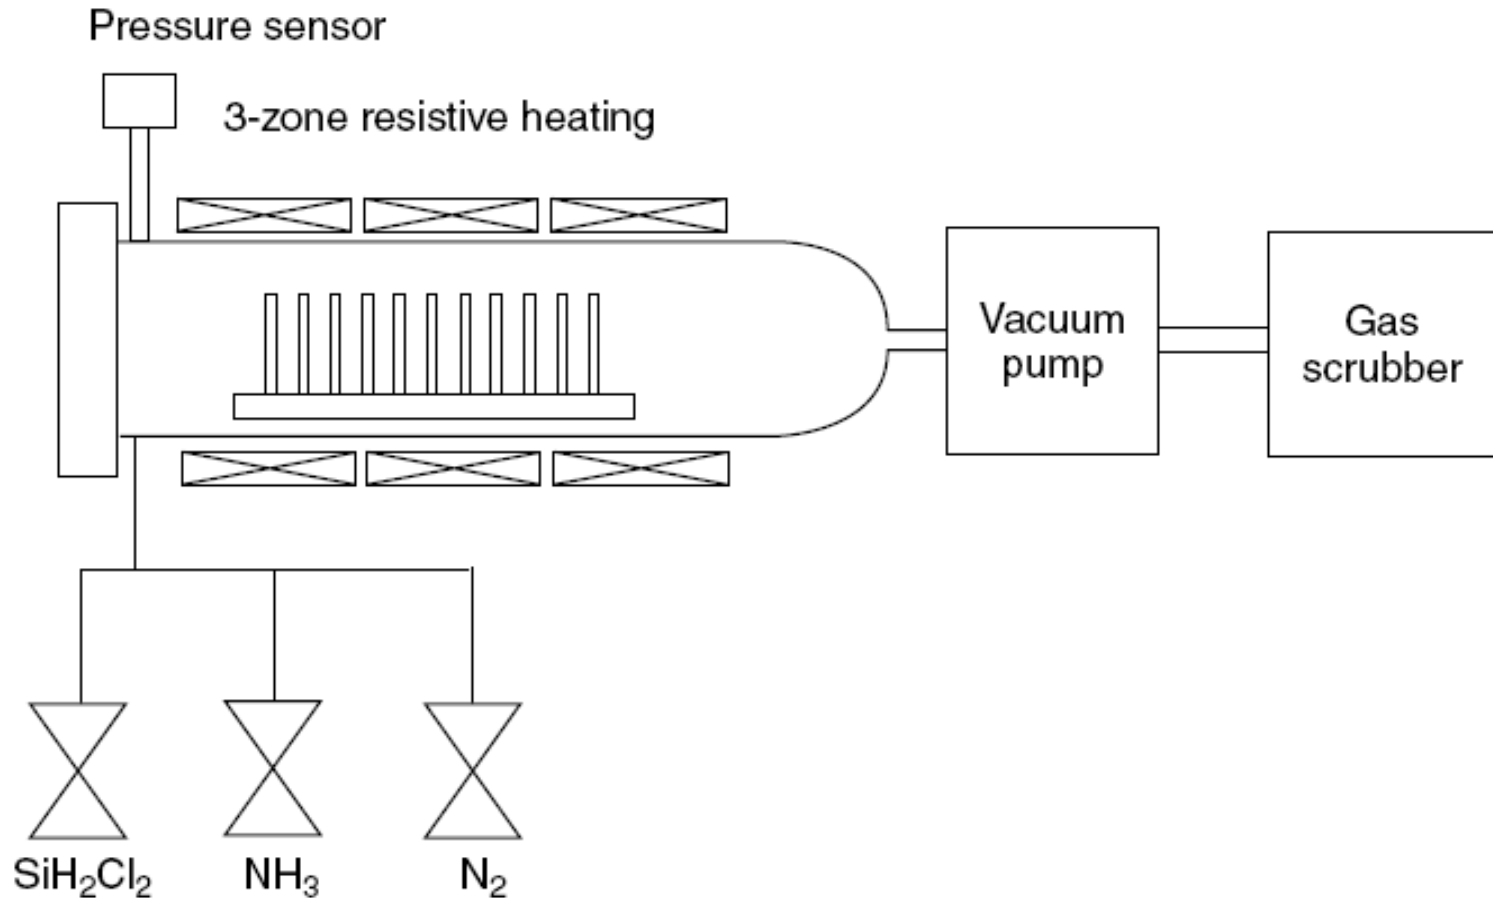 Pressure sensor
3-zone resistive heating
Vacuum
pump
Gas
scrubber
SiH₂Cl₂
NH₃
N₂